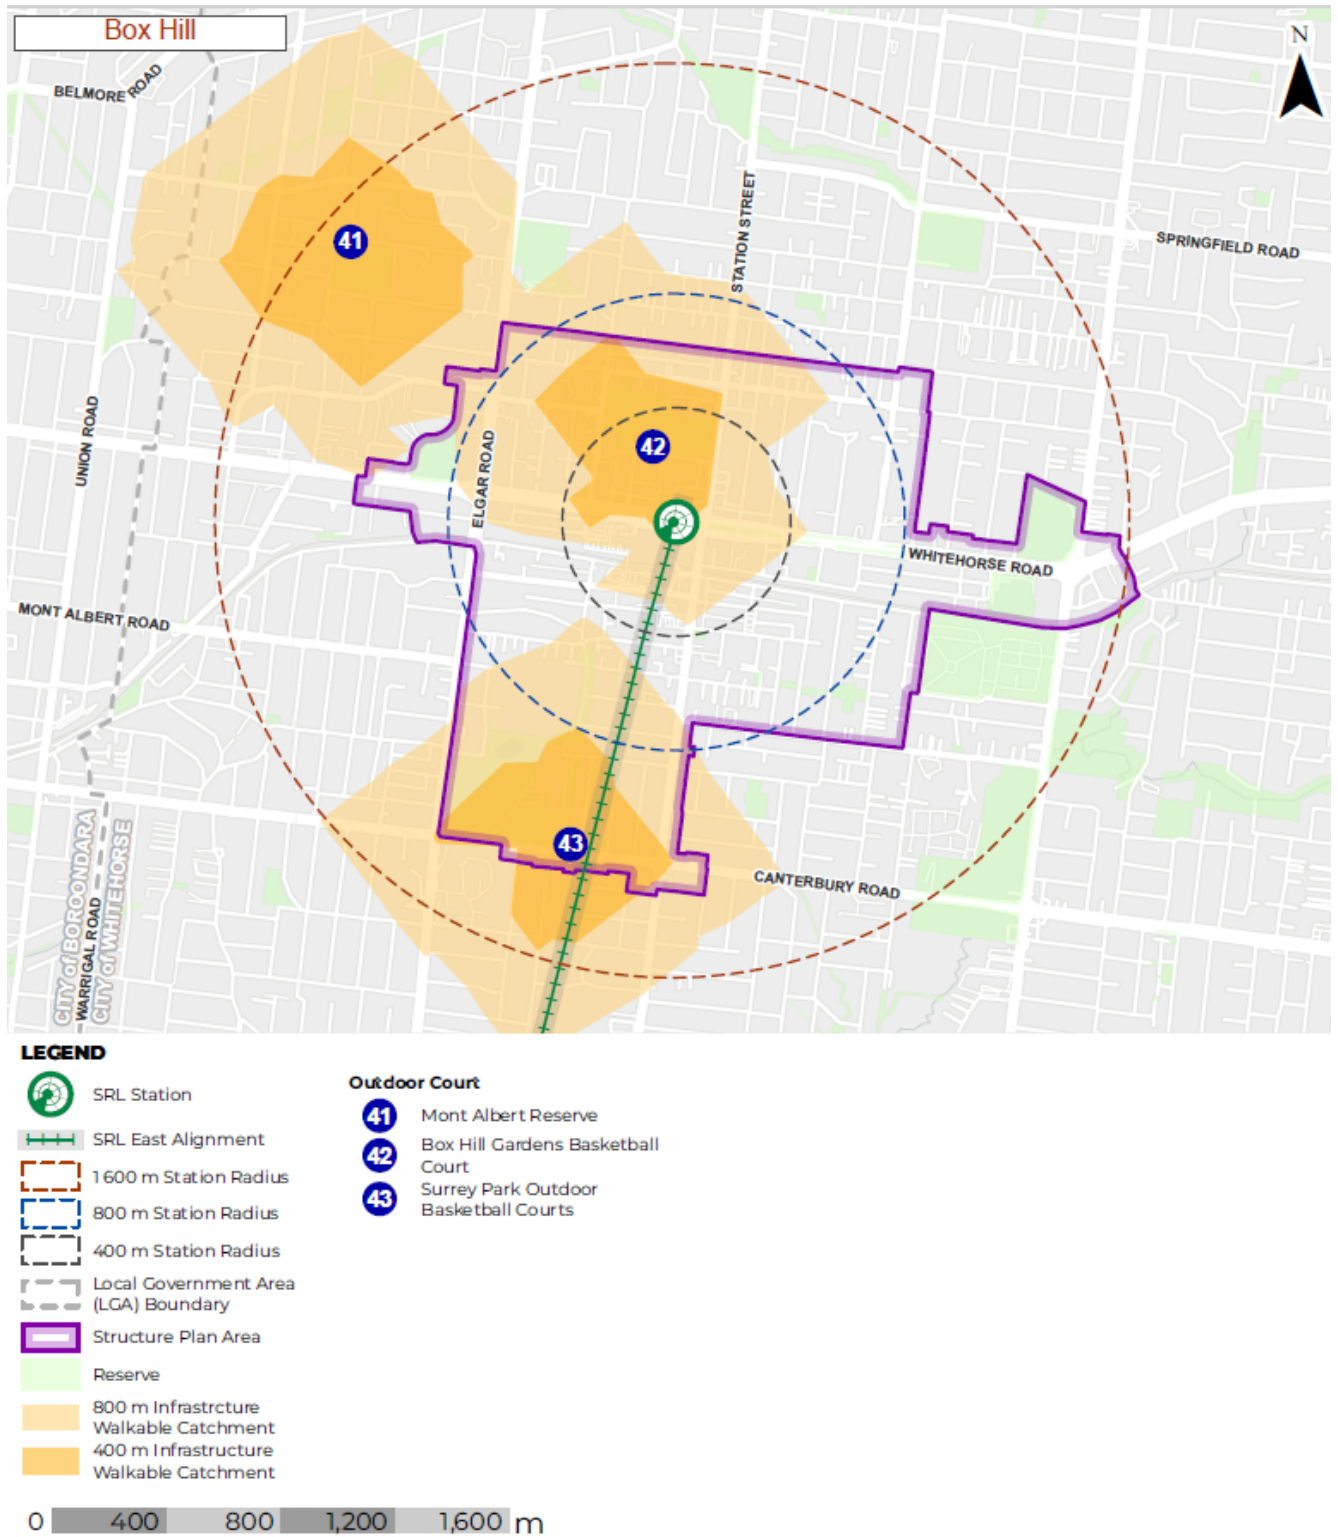 Box Hill
N
BELMORE ROAD
STATION STREET
SPRINGFIELD ROAD
41
42
UNION ROAD
ELGAR ROAD
WHITEHORSE ROAD
MONT ALBERT ROAD
43
CANTERBURY ROAD
CITY of BOROONDARA
WARRIGAL ROAD
CITY of WHITEHORSE
LEGEND
SRL Station
SRL East Alignment
1600 m Station Radius
800 m Station Radius
400 m Station Radius
Local Government Area
(LGA) Boundary
Structure Plan Area
Reserve
800 m Infrastrcture
Walkable Catchment
400 m Infrastructure
Walkable Catchment
Outdoor Court
41 Mont Albert Reserve
42 Box Hill Gardens Basketball
Court
43 Surrey Park Outdoor
Basketball Courts
0 400 800 1,200 1,600 m